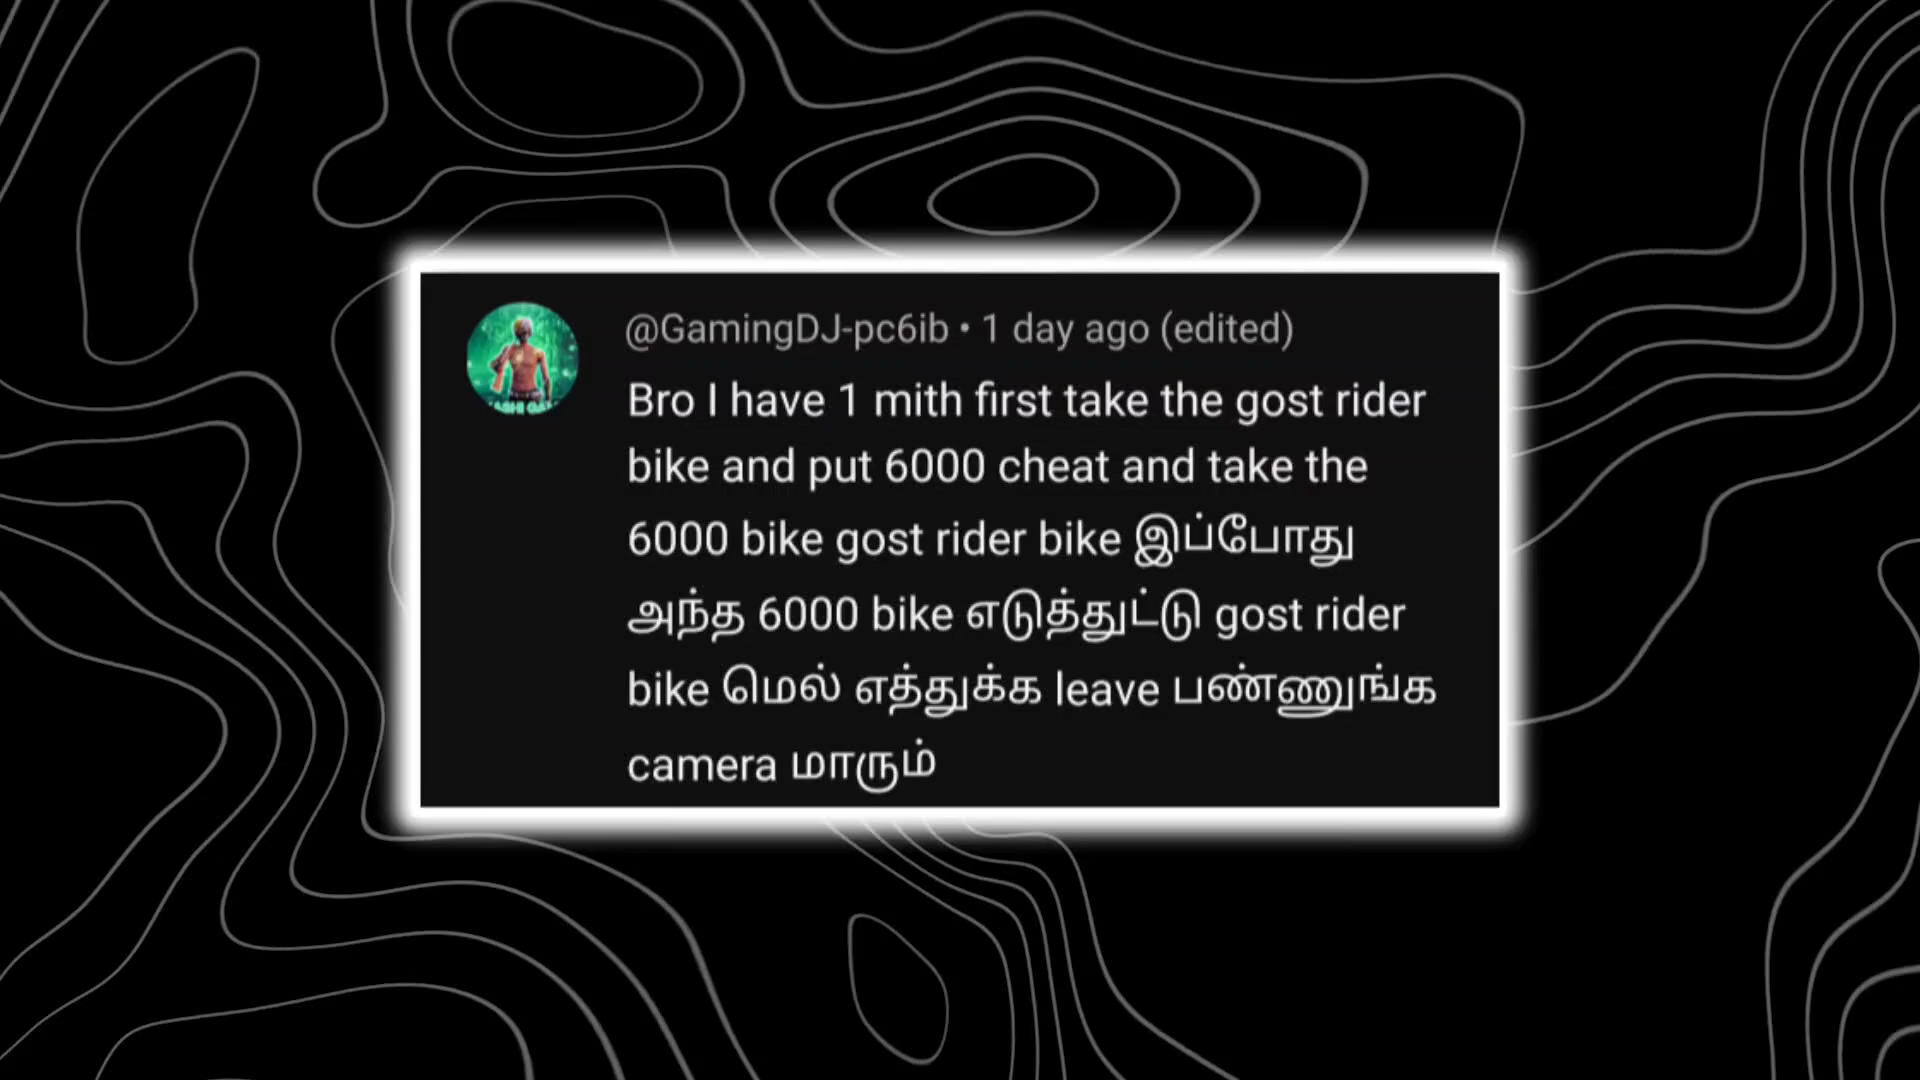 @GamingDJ-pc6ib • 1 day ago (edited)
Bro I have 1 mith first take the gost rider
bike and put 6000 cheat and take the
6000 bike gost rider bike இப்போது
அந்த 6000 bike எடுத்துட்டு gost rider
bike மெல் எத்துக்க leave பண்ணுங்க
camera மாரும்